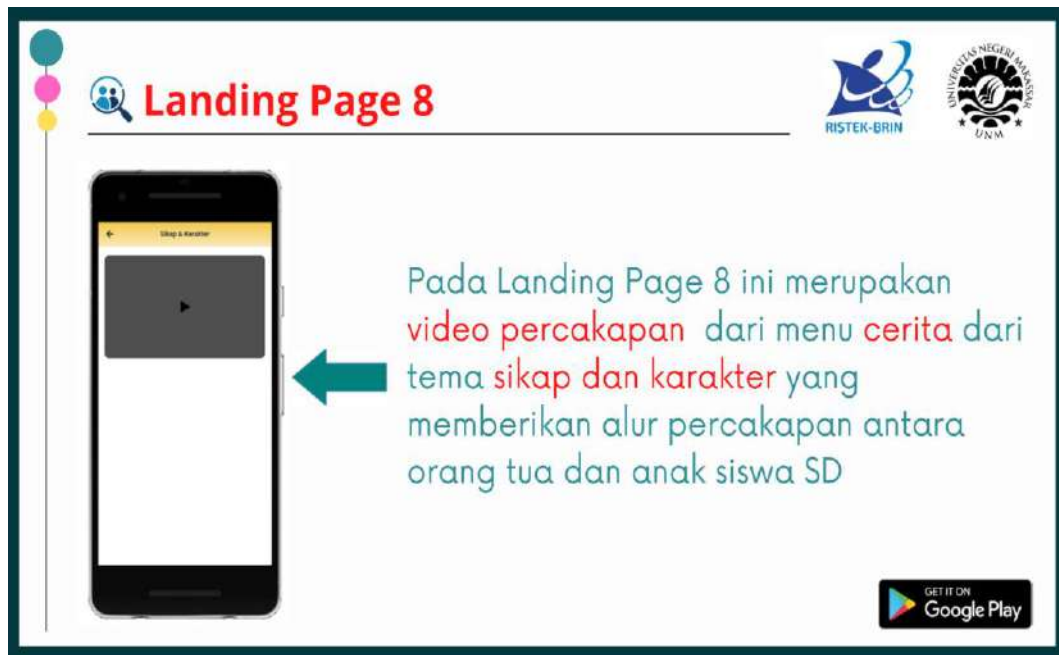 Landing Page 8
RISTEK-BRIN
UNIVERSITAS NEGERI MAKASSAR
UNM
Sikap & Karakter
Pada Landing Page 8 ini merupakan
video percakapan dari menu cerita dari
tema sikap dan karakter yang
memberikan alur percakapan antara
orang tua dan anak siswa SD
GET IT ON
Google Play